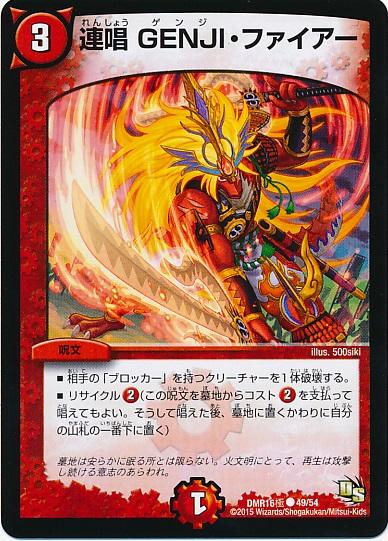 れんしょう ゲンジ
3 連唱 GENJI・ファイアー
呪文
illus. 500siki
■ 相手の「ブロッカー」を持つクリーチャーを1体破壊する。
■ リサイクル2(この呪文を墓地からコスト2を支払って
唱えてもよい。そうして唱えた後、墓地に置くかわりに自分
の山札の一番下に置く)
墓地は安らかに眠る所とは限らない。火文明にとって、再生は攻撃
し続ける意志のあらわれ。
1
DMR16極 ● 49/54
©2015 Wizards/Shogakukan/Mitsui-Kids
DS